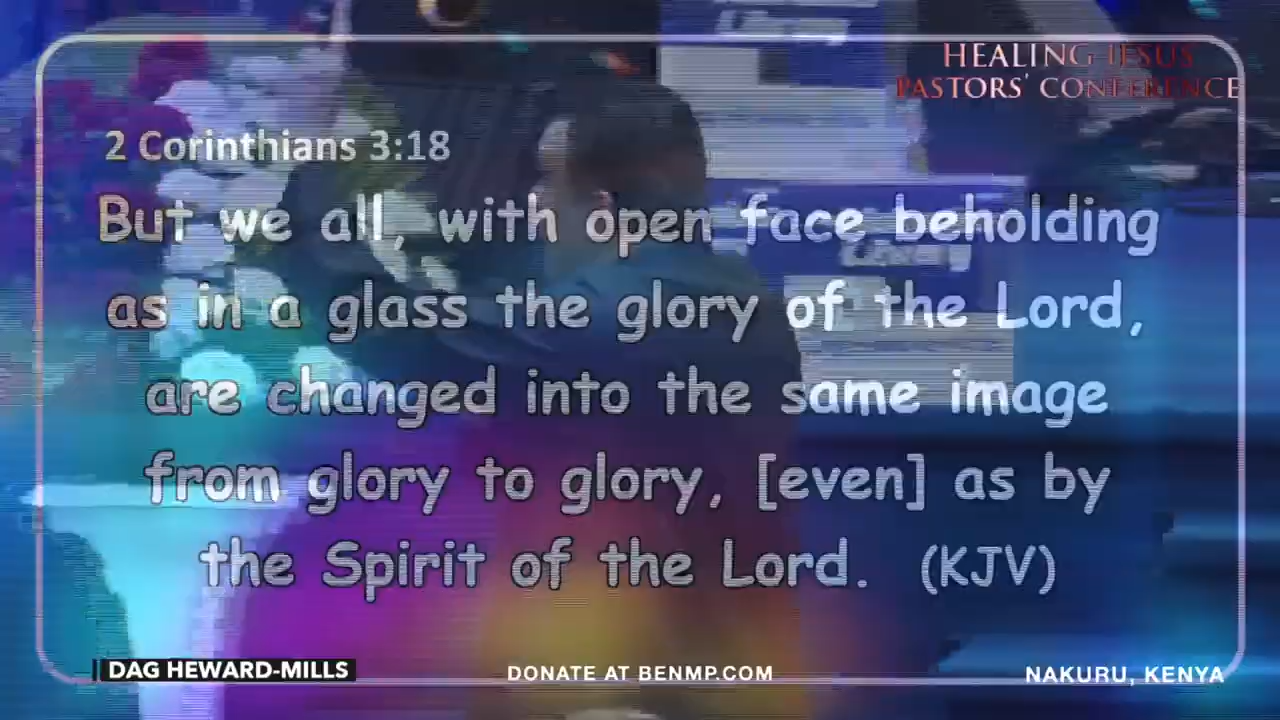 Library
HEALING JESUS
PASTORS' CONFERENCE
2 Corinthians 3:18
But we all, with open face beholding
as in a glass the glory of the Lord,
are changed into the same image
from glory to glory, [even] as by
the Spirit of the Lord. (KJV)
DAG HEWARD-MILLS
DONATE AT BENMP.COM
NAKURU, KENYA